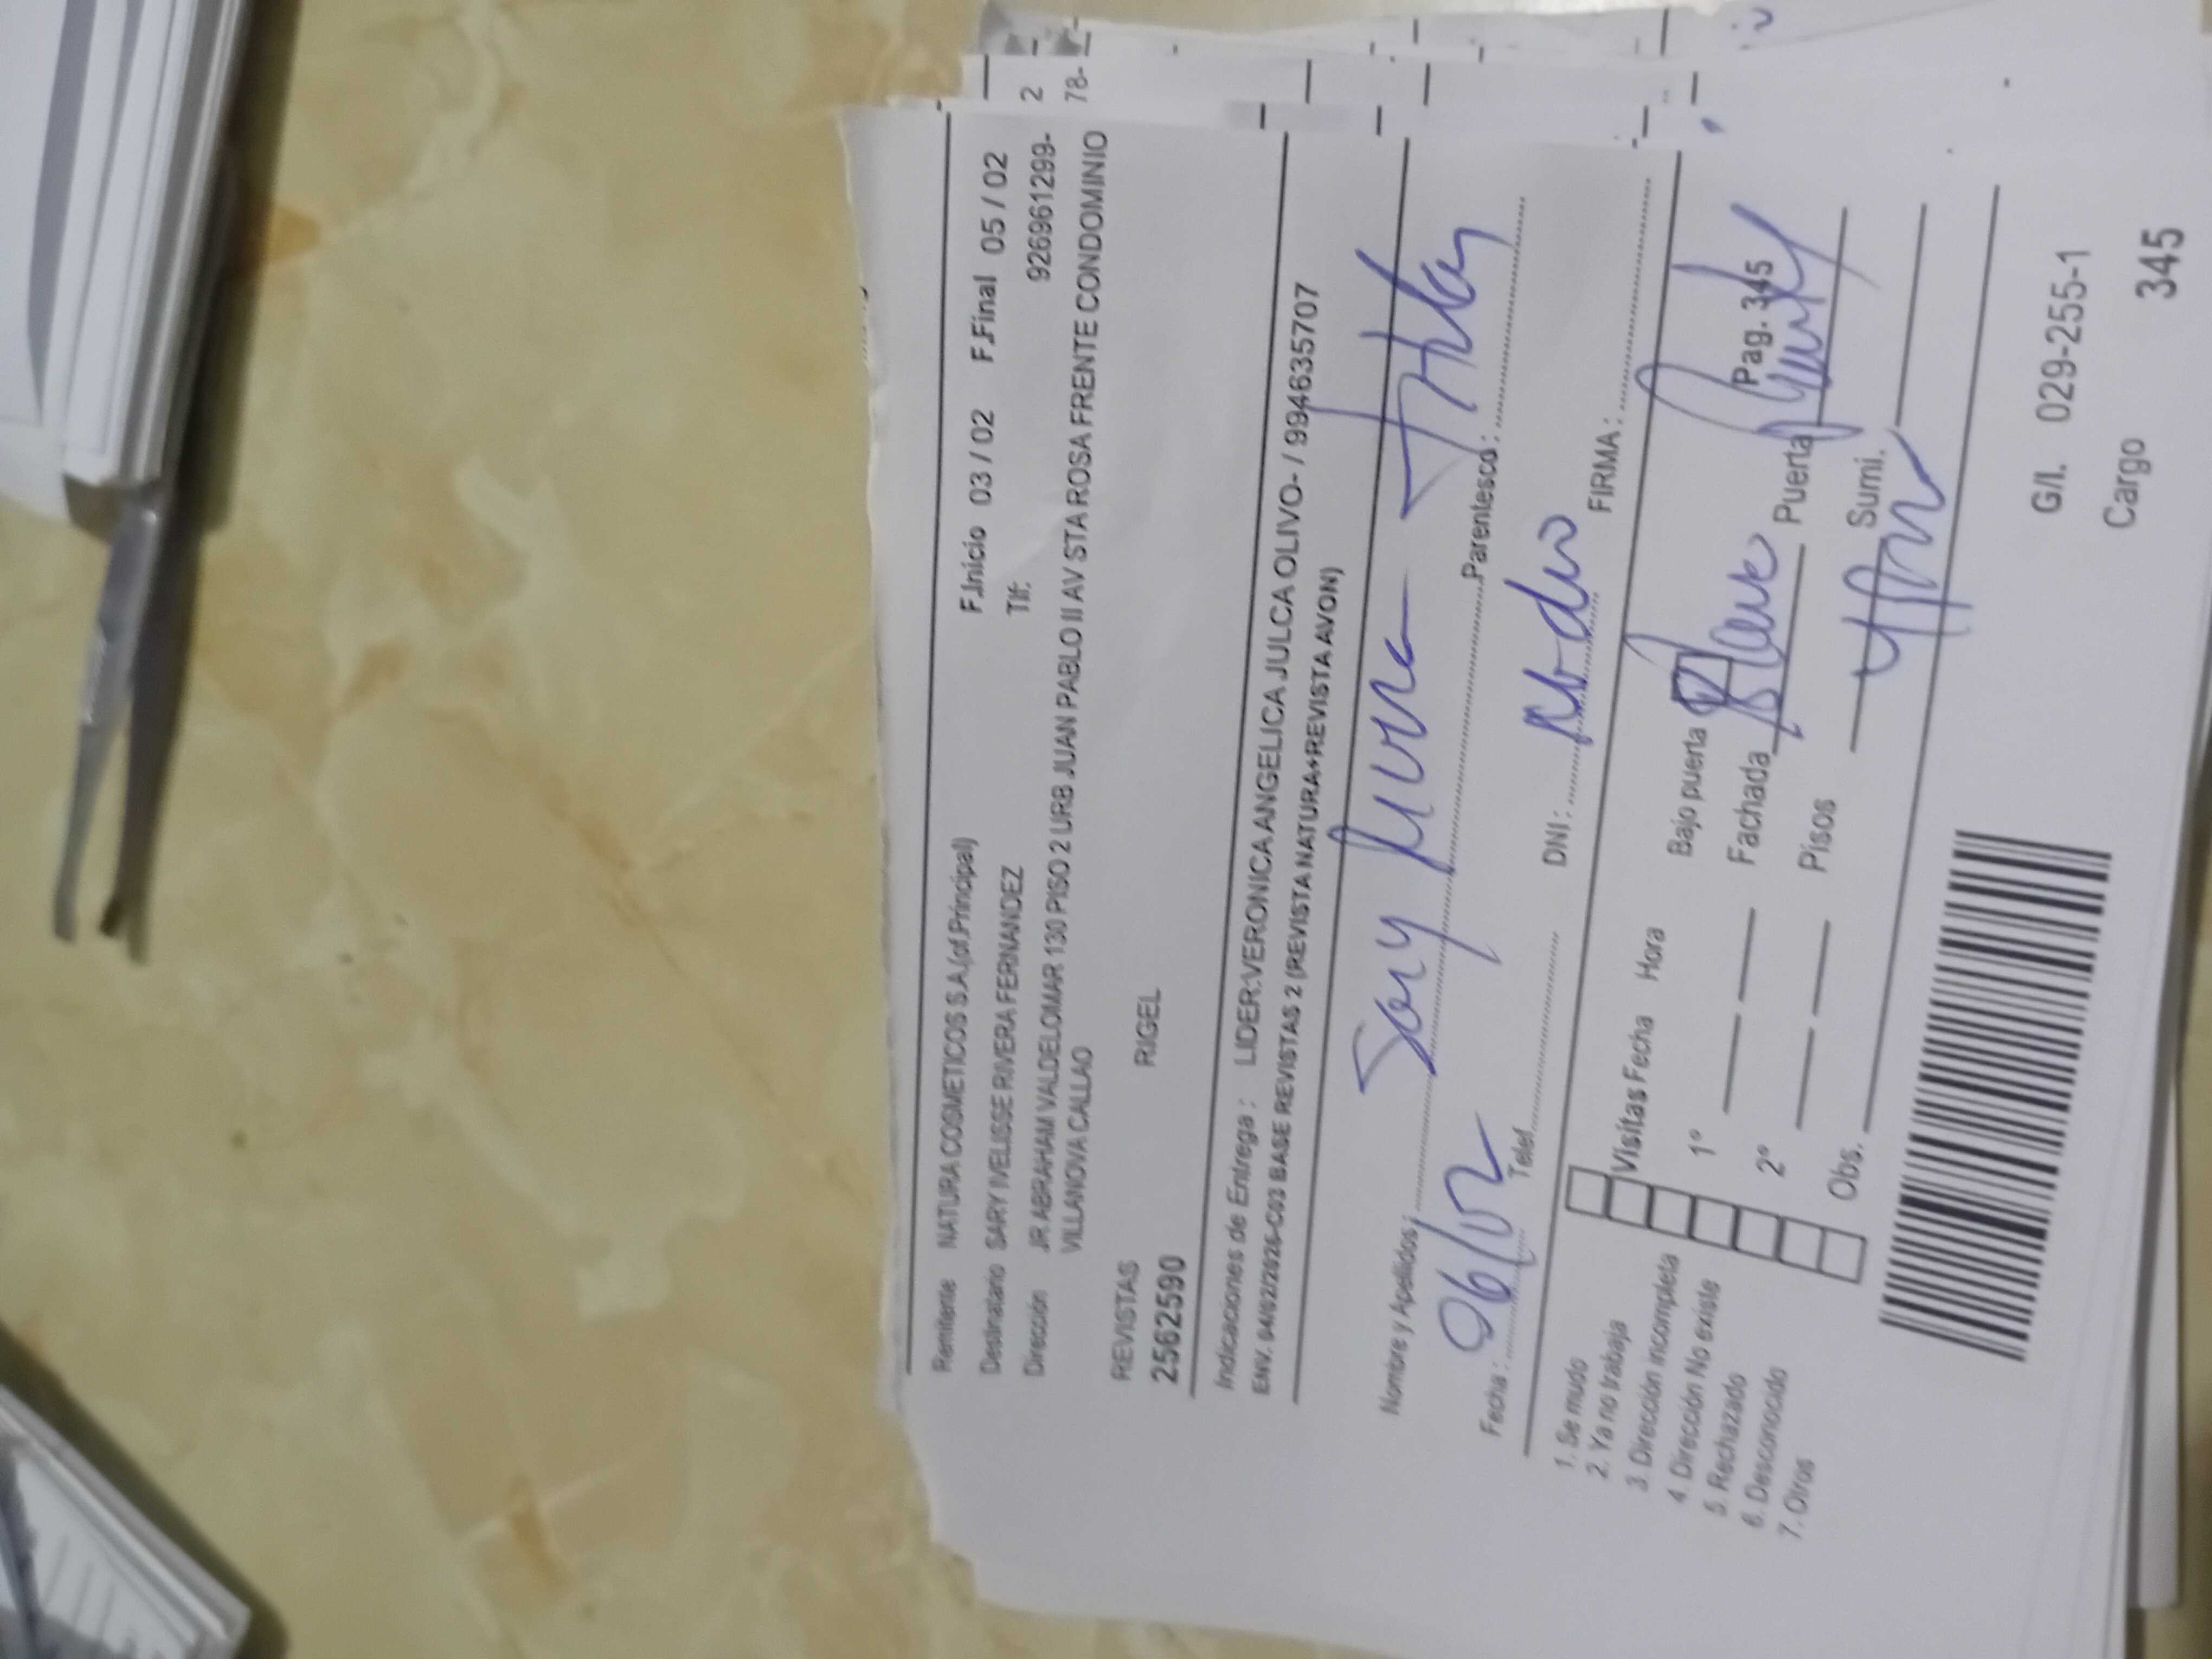 Remitente NATURA COSMETICOS S.A.(of.Principal) F.Inicio 03 / 02 F.Final 05 / 02
Destinatario SARY IVELISSE RIVERA FERNANDEZ Tlf: 926961299-
Dirección JR ABRAHAM VALDELOMAR 130 PISO 2 URB JUAN PABLO II AV STA ROSA FRENTE CONDOMINIO
VILLANOVA CALLAO
REVISTAS RIGEL
25625590
Indicaciones de Entrega : LIDER:VERONICA ANGELICA JULCA OLIVO- / 994635707
ENV. 04/02/2026-C03 BASE REVISTAS 2 (REVISTA NATURA+REVISTA AVON)
Nombre y Apellidos : Sary Rivera Parentesco :
Fecha : 06/02 Telef. DNI : FIRMA :
1. Se mudo
2. Ya no trabaja
3 Dirección incompleta
4 Dirección No existe
5 Rechazado
6. Desconocido
7. Otros
Visitas Fecha Hora Bajo puerta
1° Fachada Puerta Pag. 345
2° Pisos Sumi.
Obs.
G/I. 029-255-1
Cargo 345
2
78-